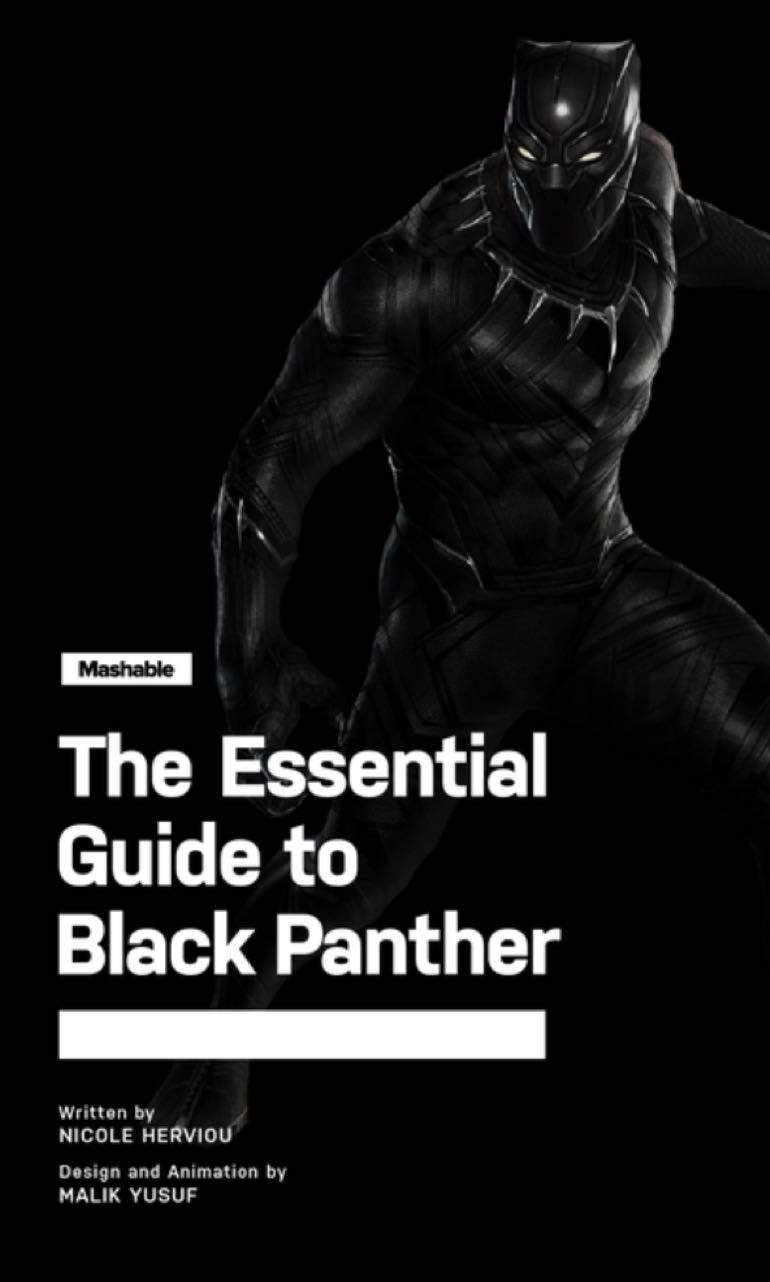 Mashable
The Essential
Guide to
Black Panther
Written by
NICOLE HERVIOU
Design and Animation by
MALIK YUSUF